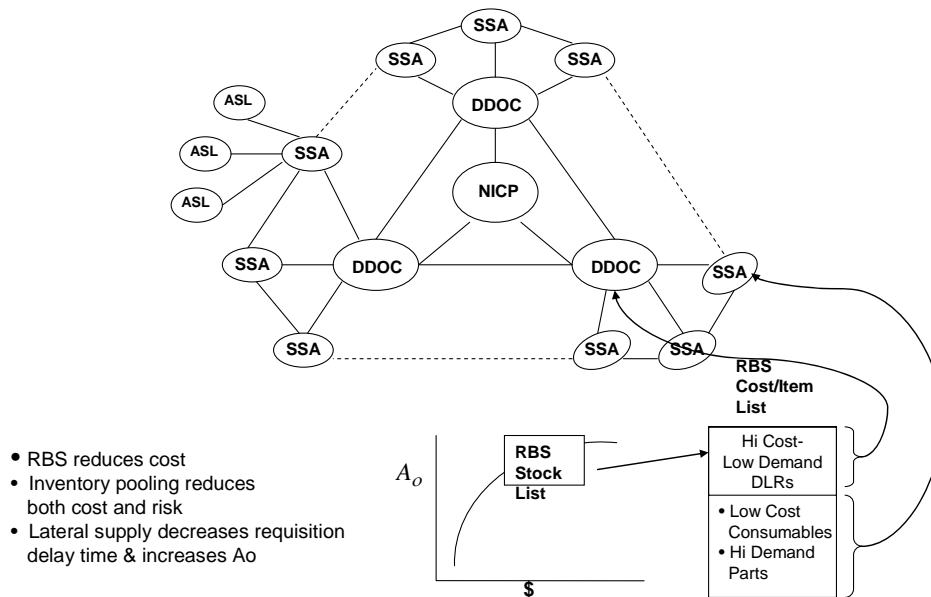 SSA
SSA
SSA
ASL
DDOC
ASL
SSA
NICP
ASL
SSA
DDOC
DDOC
SSA
SSA
SSA
SSA
RBS
Cost/Item
List
• RBS reduces cost
• Inventory pooling reduces
both cost and risk
• Lateral supply decreases requisition
delay time & increases Ao
Ao
RBS
Stock
List
$
Hi Cost-
Low Demand
DLRs
• Low Cost
Consumables
• Hi Demand
Parts